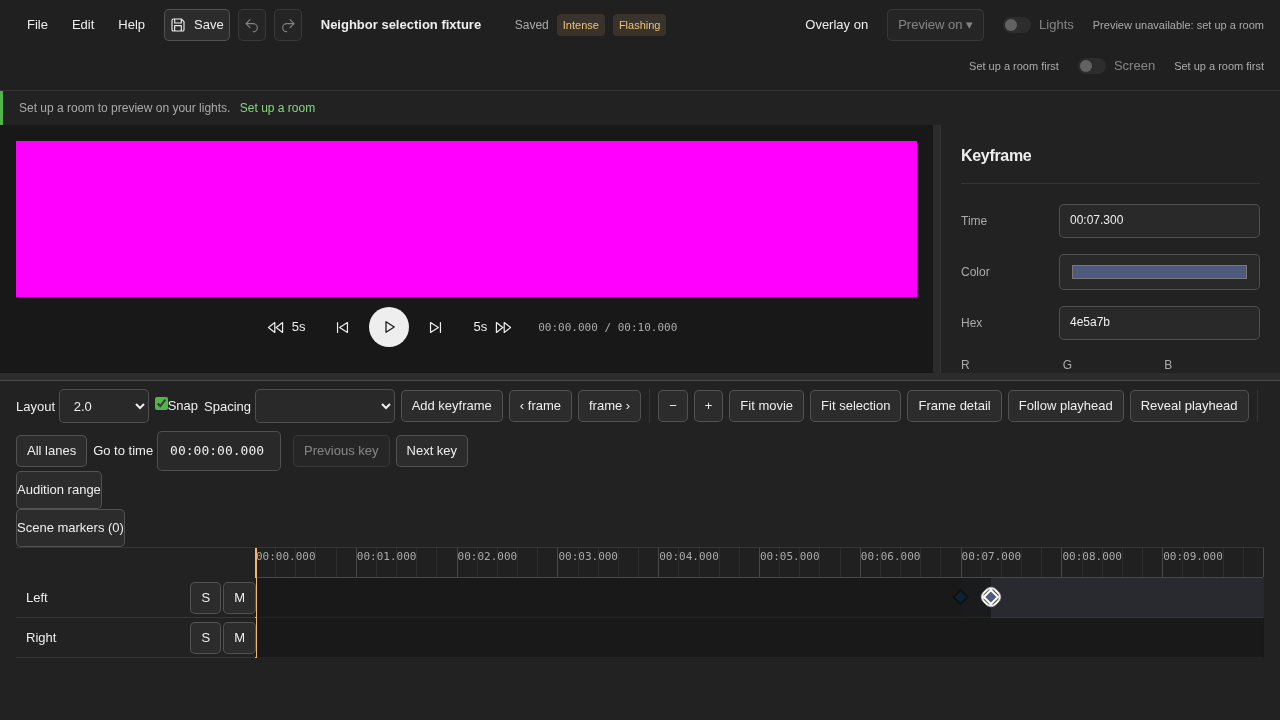 File Edit Help Save Neighbor selection fixture Saved Intense Flashing Overlay on Preview on ▾ Lights Preview unavailable: set up a room
Set up a room first Screen Set up a room first
Set up a room to preview on your lights. Set up a room
Keyframe
Time 00:07.300
Color
Hex 4e5a7b
R G B
5s 5s 00:00.000 / 00:10.000
Layout 2.0 Snap Spacing Add keyframe ‹ frame frame › − + Fit movie Fit selection Frame detail Follow playhead Reveal playhead
All lanes Go to time 00:00:00.000 Previous key Next key
Audition range
Scene markers (0)
00:00.000 00:01.000 00:02.000 00:03.000 00:04.000 00:05.000 00:06.000 00:07.000 00:08.000 00:09.000
Left S M
Right S M